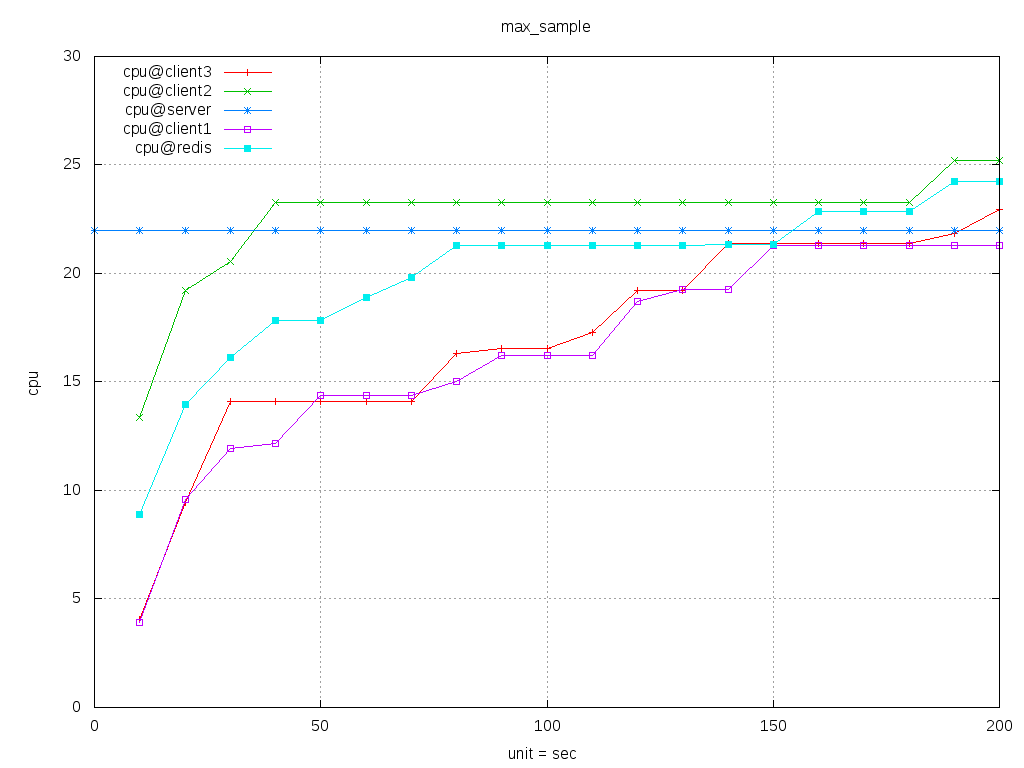 max_sample
30
cpu@client3
cpu@client2
cpu@server
cpu@client1
cpu@redis
25
20
15
cpu
10
5
0
0 50 100 150 200
unit = sec